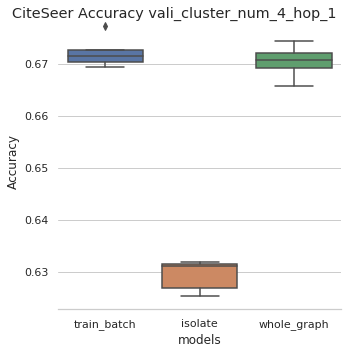 CiteSeer Accuracy vali_cluster_num_4_hop_1
0.67
0.66
0.65
0.64
0.63
Accuracy
train_batch isolate whole_graph
models